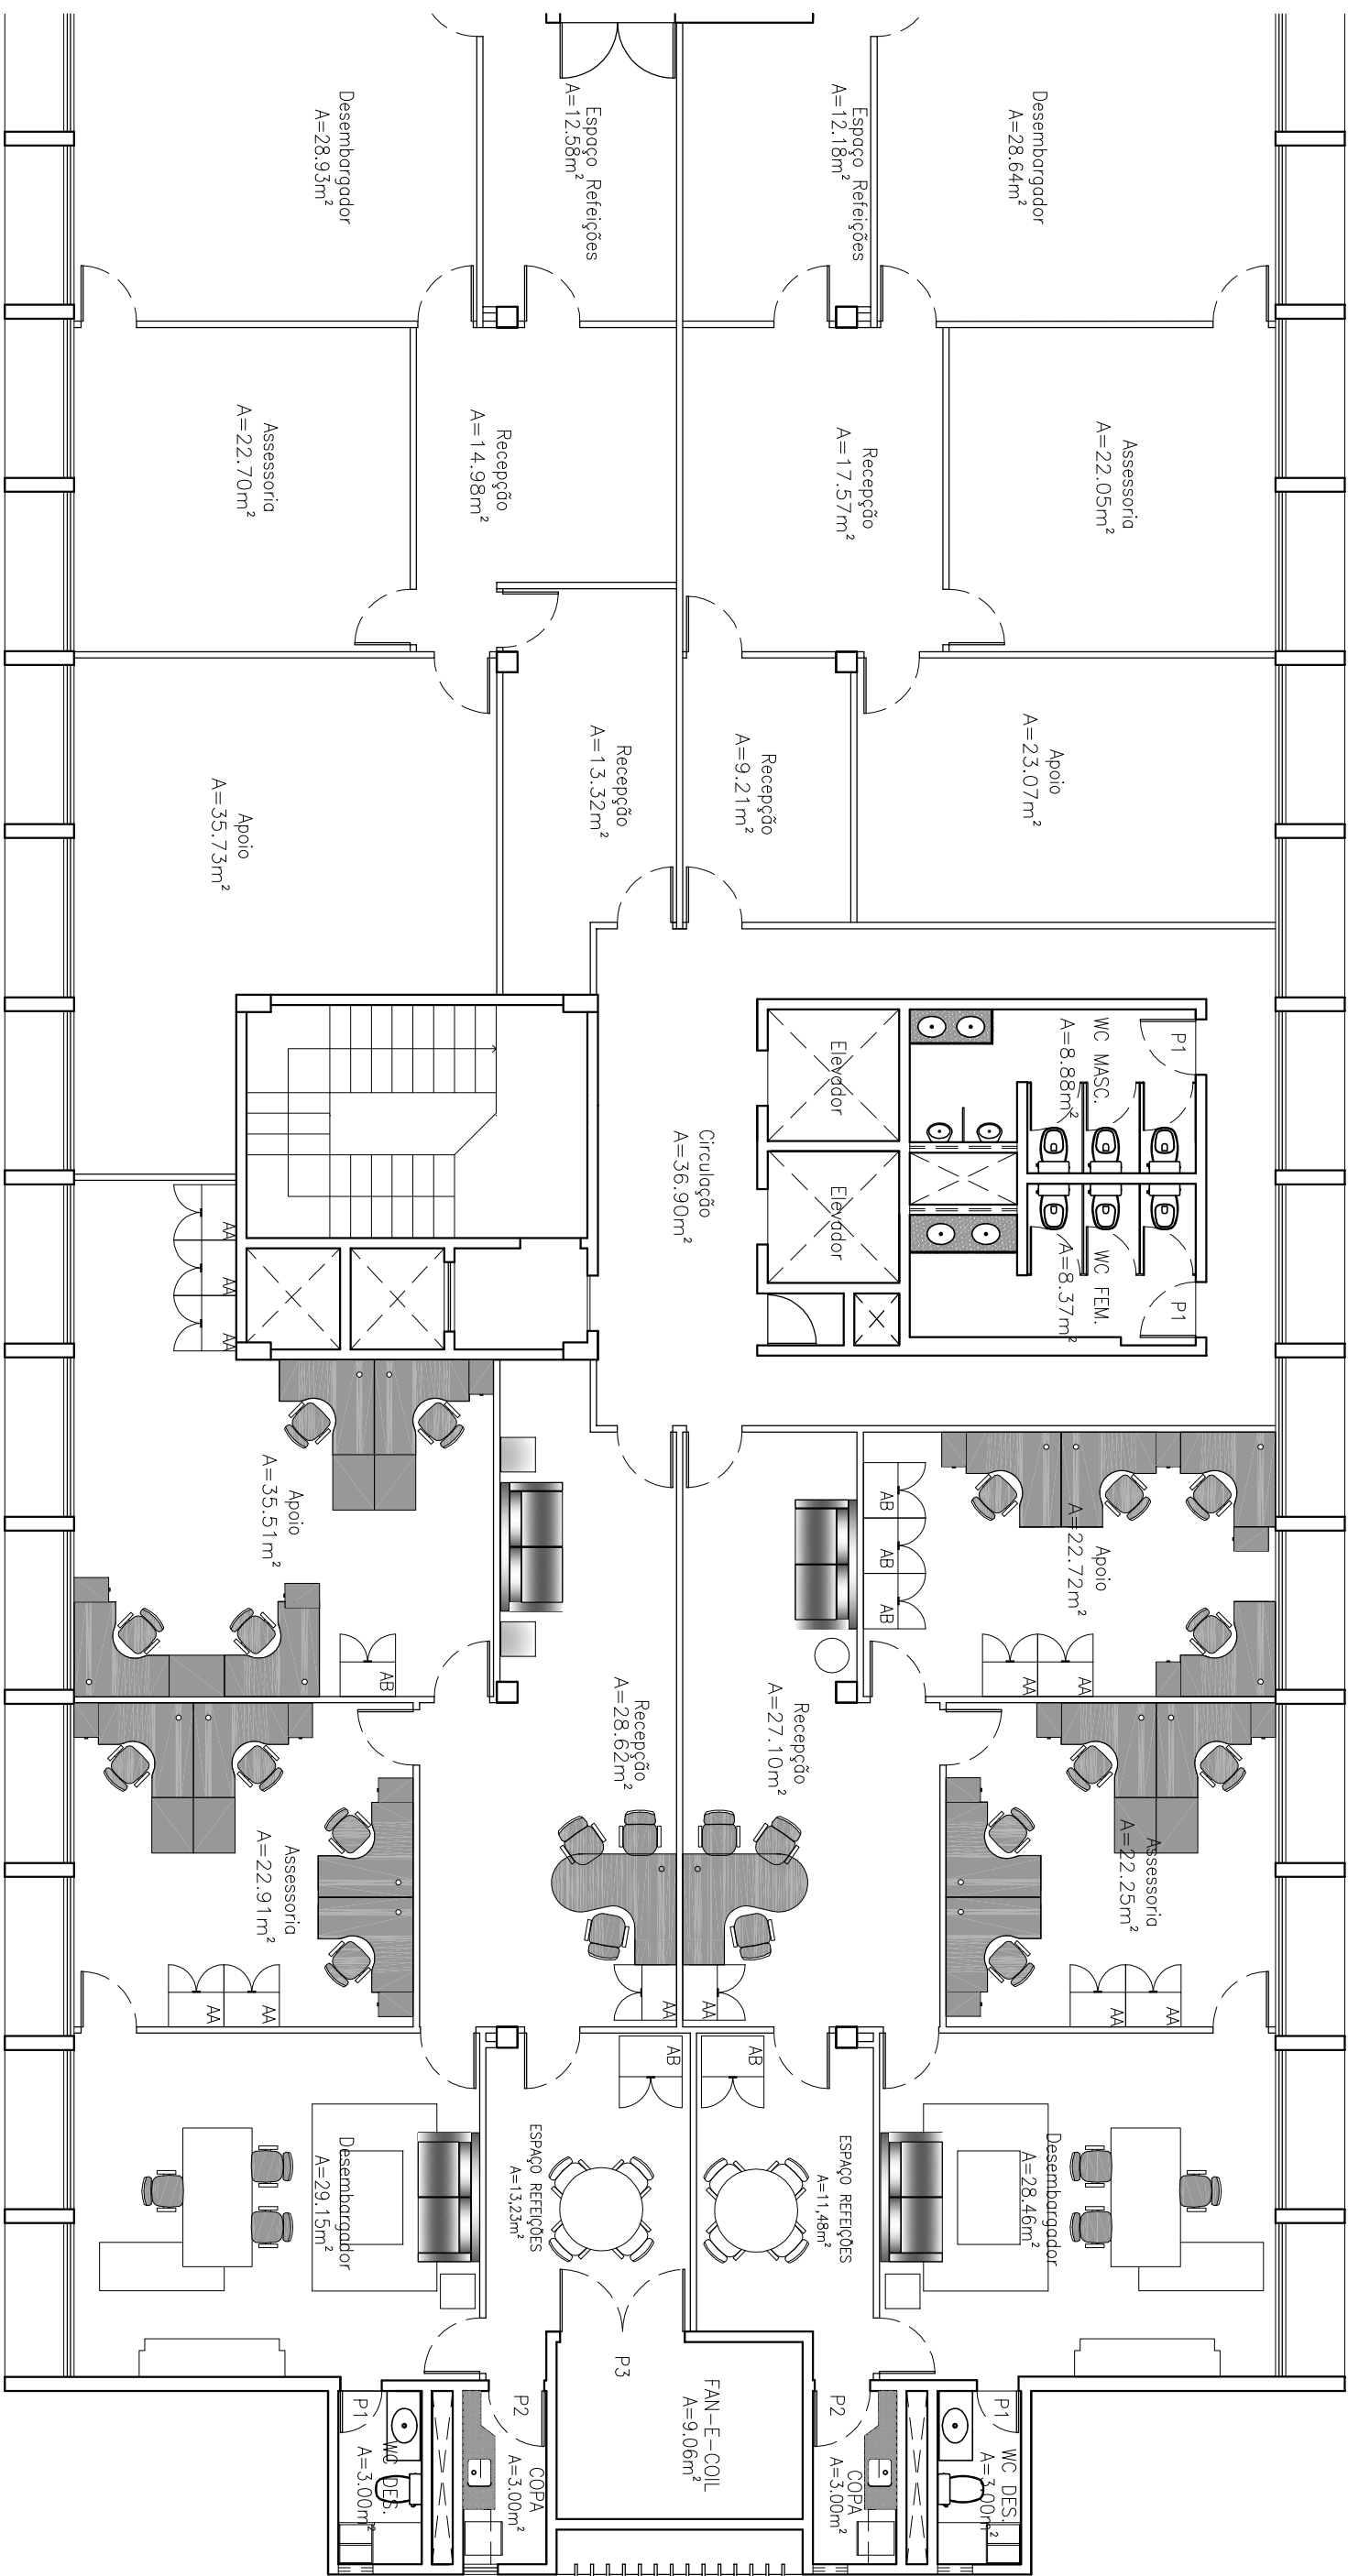 Desembargador
A=28.93m²
Espaço Refeições
A=12.58m²
Espaço Refeições
A=12.18m²
Desembargador
A=28.64m²
Assessoria
A=22.70m²
Recepção
A=14.98m²
Recepção
A=17.57m²
Assessoria
A=22.05m²
Apoio
A=35.73m²
Recepção
A=13.32m²
Recepção
A=9.21m²
Apoio
A=23.07m²
Elevador
WC MASC.
A=8.88m²
P1
Circulação
A=36.90m²
Elevador
WC FEM.
A=8.37m²
P1
AA
AA
AA
Apoio
A=35.51m²
AB
AB
AB
AB
Apoio
A=22.72m²
AA
AA
Recepção
A=28.62m²
Recepção
A=27.10m²
Assessoria
A=22.91m²
AA
AA
AA
AA
Assessoria
A=22.25m²
AA
AA
AB
AB
Desembargador
A=29.15m²
ESPAÇO REFEIÇÕES
A=13,23m²
ESPAÇO REFEIÇÕES
A=11,48m²
Desembargador
A=28.46m²
P3
FAN-E-COIL
A=9.06m²
P1
WC DES.
A=3.00m²
P2
COPA
A=3.00m²
P2
COPA
A=3.00m²
P1
WC DES.
A=3.00m²